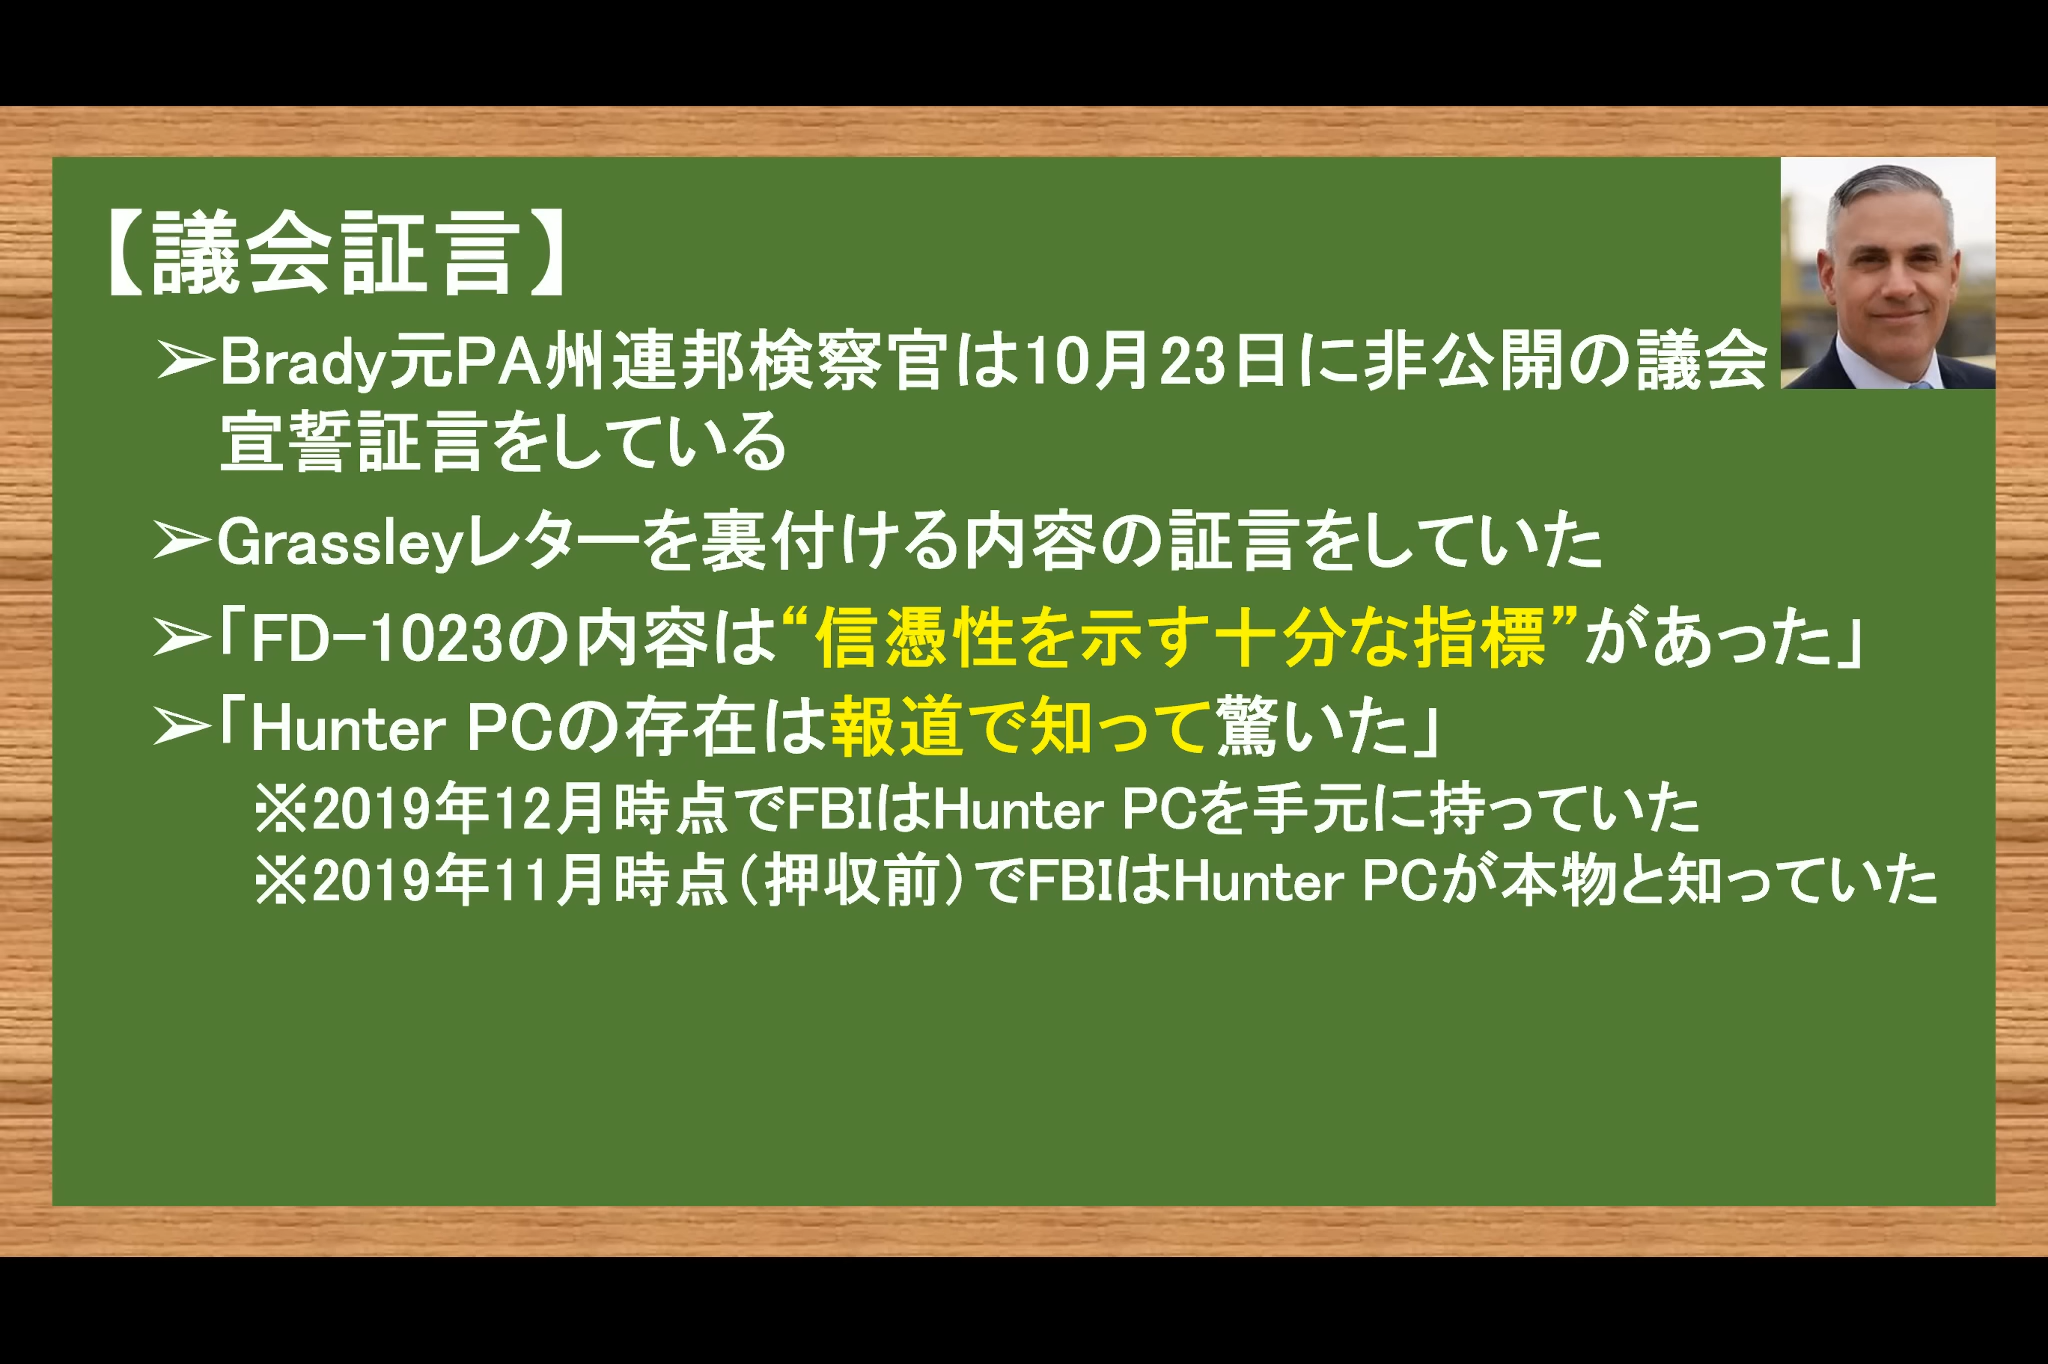 【議会証言】
➢Brady元PA州連邦検察官は10月23日に非公開の議会
宣誓証言をしている
➢Grassleyレターを裏付ける内容の証言をしていた
➢「FD-1023の内容は“信憑性を示す十分な指標”があった」
➢「Hunter PCの存在は報道で知って驚いた」
※2019年12月時点でFBIはHunter PCを手元に持っていた
※2019年11月時点（押収前）でFBIはHunter PCが本物と知っていた